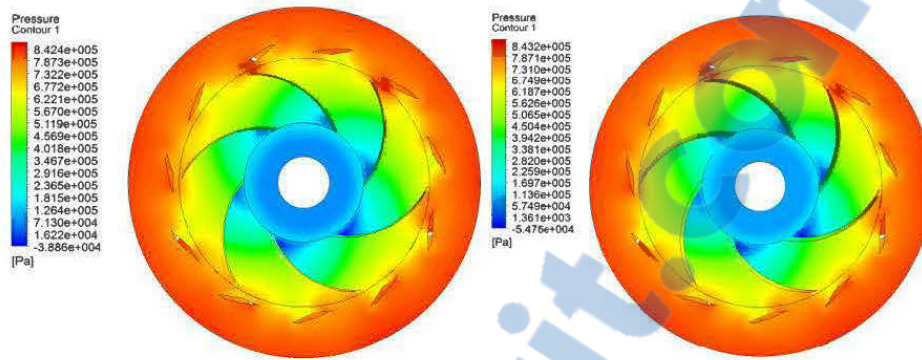 Pressure
Contour 1
8.424e+005
7.873e+005
7.322e+005
6.772e+005
6.221e+005
5.670e+005
5.119e+005
4.569e+005
4.018e+005
3.467e+005
2.916e+005
2.365e+005
1.815e+005
1.264e+005
7.130e+004
1.622e+004
-3.886e+004
[Pa]
Pressure
Contour 1
8.432e+005
7.871e+005
7.310e+005
6.749e+005
6.187e+005
5.626e+005
5.065e+005
4.504e+005
3.942e+005
3.381e+005
2.820e+005
2.259e+005
1.697e+005
1.136e+005
5.749e+004
1.361e+003
-5.476e+004
[Pa]
it.com